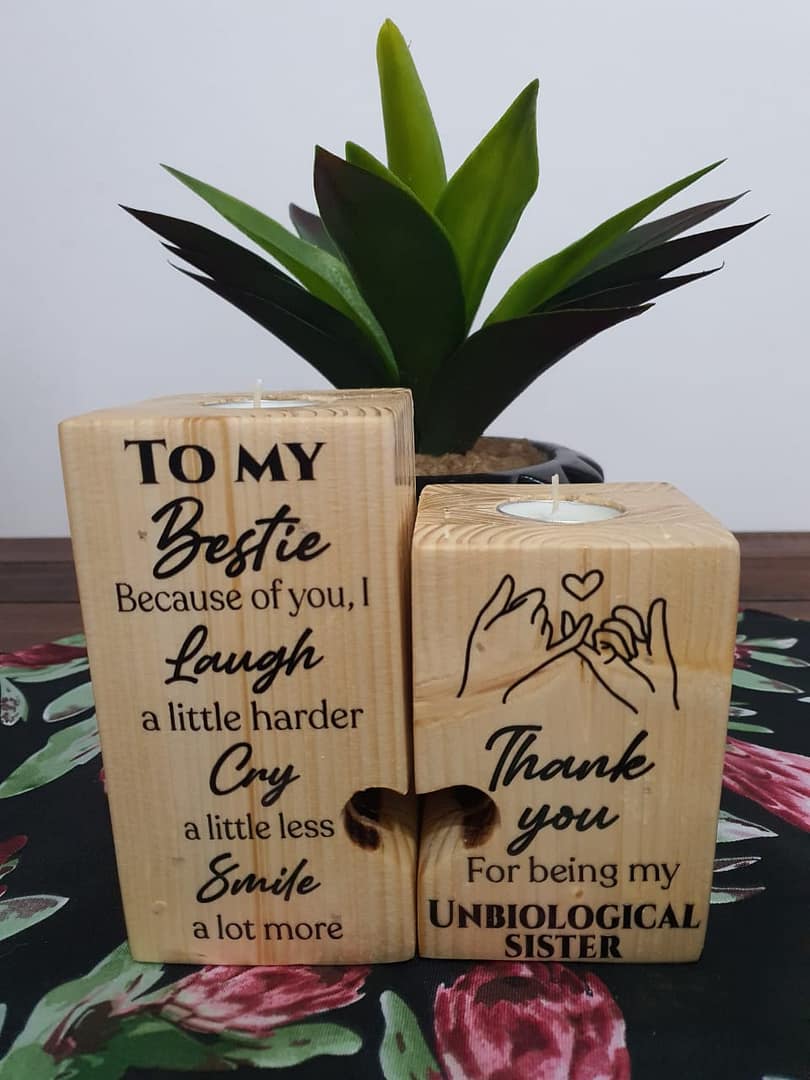 TO MY
Bestie
Because of you, I
Laugh
a little harder
Cry
a little less
Smile
a lot more
Thank
you
For being my
UNBIOLOGICAL
SISTER